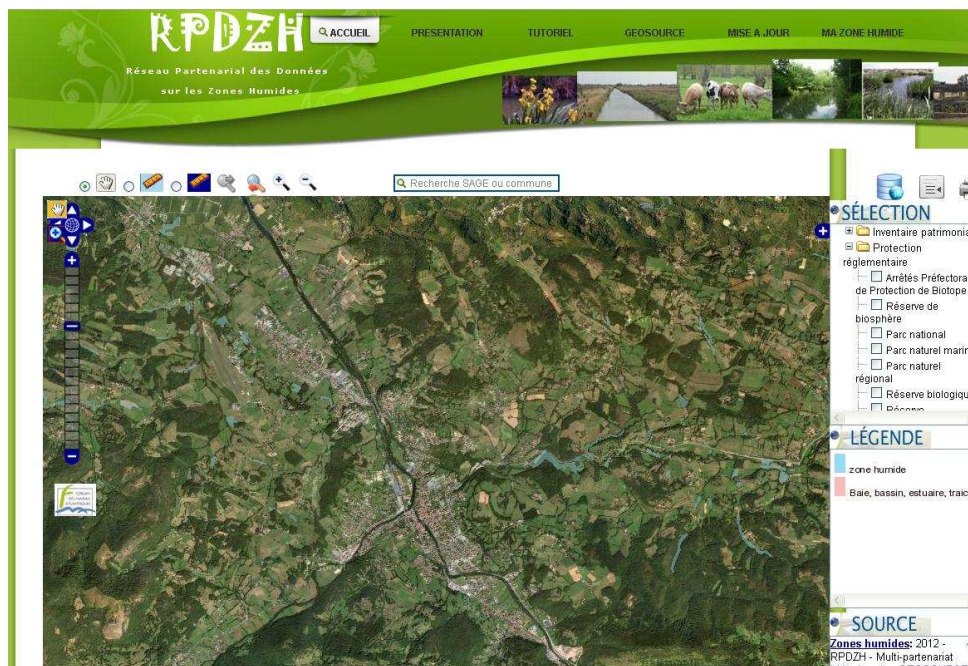 RPDZH
Réseau Partenarial des Données
sur les Zones Humides
ACCUEIL
PRESENTATION
TUTORIEL
GEOSOURCE
MISE A JOUR
MA ZONE HUMIDE
Recherche SAGE ou commune
SÉLECTION
Inventaire patrimonia
Protection
réglementaire
Arrêtés Préfectora
de Protection de Biotope
Réserve de
biosphère
Parc national
Parc naturel marin
Parc naturel
régional
Réserve biologiqu
Réserve
LÉGENDE
zone humide
Baie, bassin, estuaire, traic
SOURCE
Zones humides: 2012 -
RPDZH - Multi-partenariat